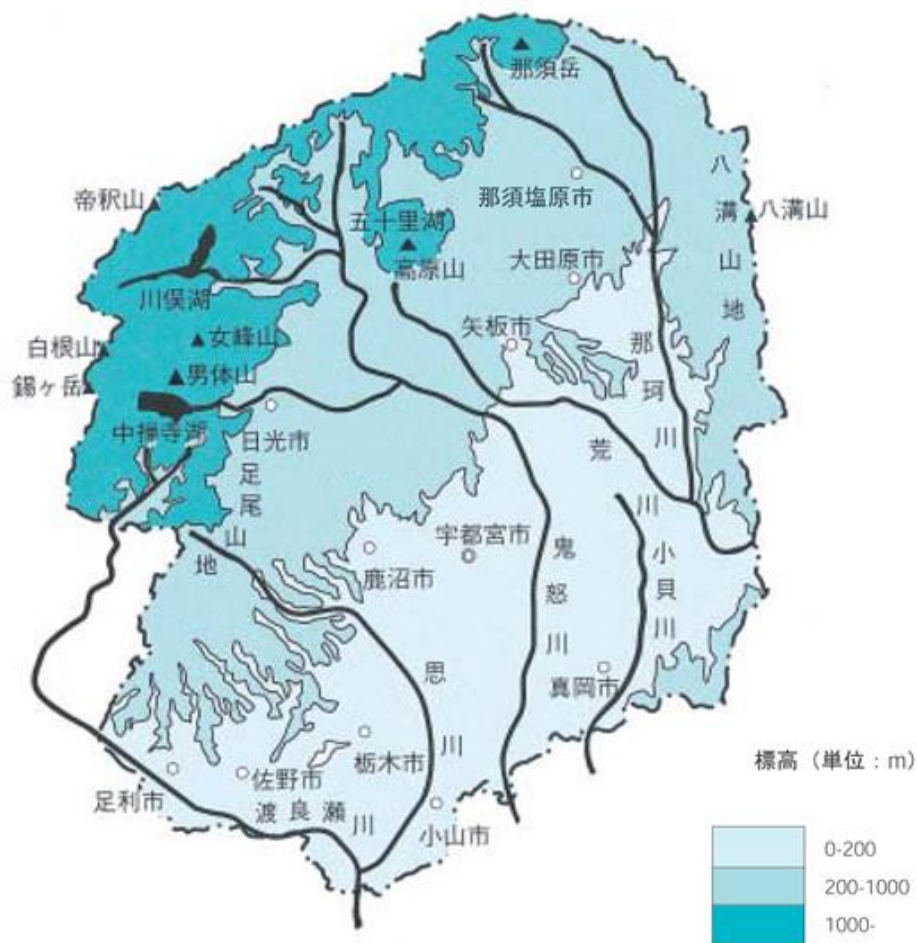 那須岳
那須塩原市
八溝山地
八溝山
帝釈山
五十里湖
高原山
大田原市
川俣湖
矢板市
那珂川
白根山
女峰山
錫ヶ岳
男体山
中禅寺湖
日光市
荒川
足尾山地
宇都宮市
鹿沼市
鬼怒川
小貝川
思川
真岡市
栃木市
佐野市
足利市
渡良瀬川
小山市
標高（単位：m）
0-200
200-1000
1000-